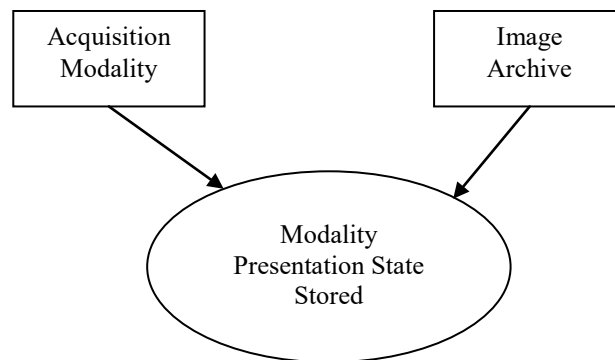 Acquisition
Modality
Image
Archive
Modality
Presentation State
Stored